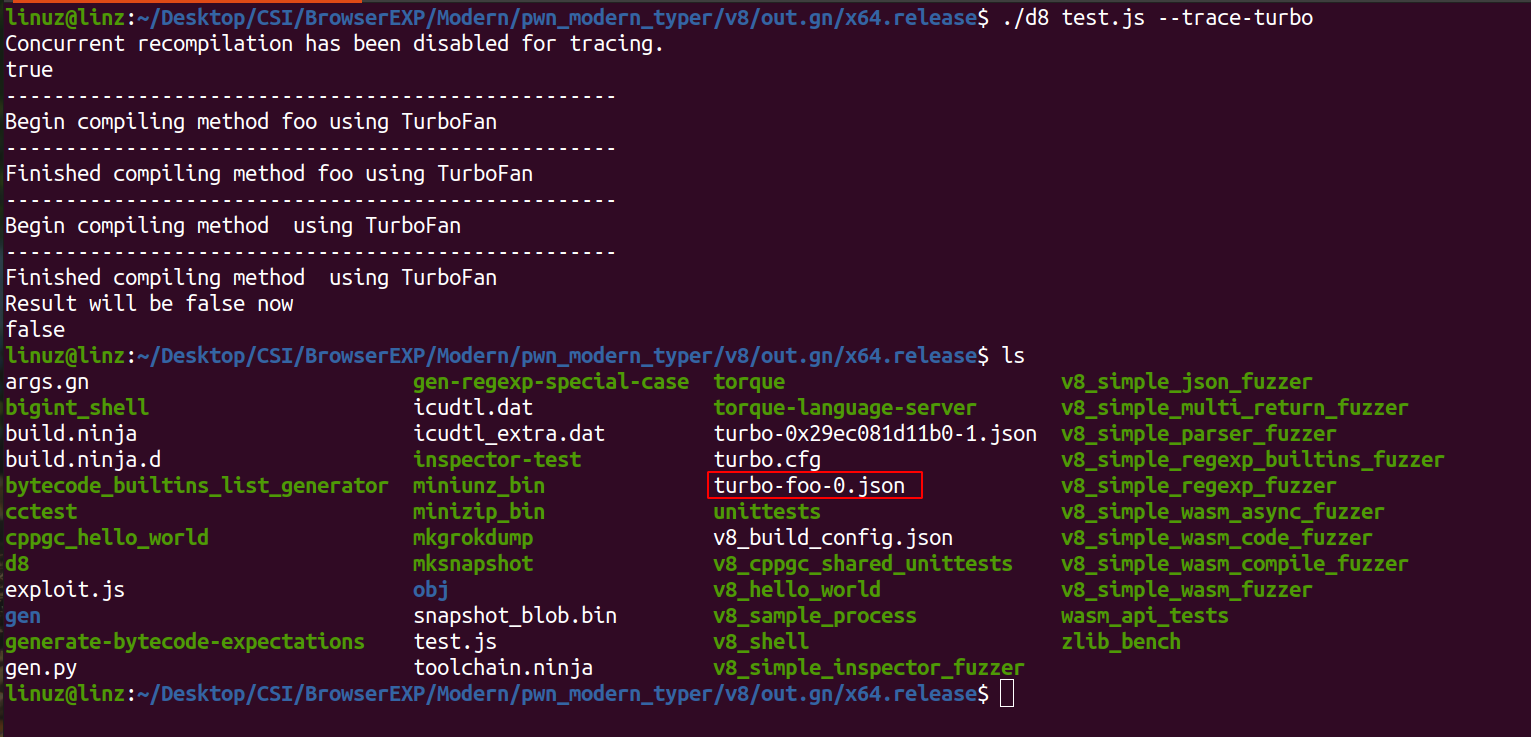 linuz@linz:~/Desktop/CSI/BrowserEXP/Modern/pwn_modern_typer/v8/out.gn/x64.release$ ./d8 test.js --trace-turbo
Concurrent recompilation has been disabled for tracing.
true
---------------------------------------------------
Begin compiling method foo using TurboFan
---------------------------------------------------
Finished compiling method foo using TurboFan
---------------------------------------------------
Begin compiling method  using TurboFan
---------------------------------------------------
Finished compiling method  using TurboFan
Result will be false now
false
linuz@linz:~/Desktop/CSI/BrowserEXP/Modern/pwn_modern_typer/v8/out.gn/x64.release$ ls
args.gn gen-regexp-special-case torque v8_simple_json_fuzzer
bigint_shell icudtl.dat torque-language-server v8_simple_multi_return_fuzzer
build.ninja icudtl_extra.dat turbo-0x29ec081d11b0-1.json v8_simple_parser_fuzzer
build.ninja.d inspector-test turbo.cfg v8_simple_regexp_builtins_fuzzer
bytecode_builtins_list_generator miniunz_bin turbo-foo-0.json v8_simple_regexp_fuzzer
cctest minizip_bin unittests v8_simple_wasm_async_fuzzer
cppgc_hello_world mkgrokdump v8_build_config.json v8_simple_wasm_code_fuzzer
d8 mksnapshot v8_cppgc_shared_unittests v8_simple_wasm_compile_fuzzer
exploit.js obj v8_hello_world v8_simple_wasm_fuzzer
gen snapshot_blob.bin v8_sample_process wasm_api_tests
generate-bytecode-expectations test.js v8_shell zlib_bench
gen.py toolchain.ninja v8_simple_inspector_fuzzer
linuz@linz:~/Desktop/CSI/BrowserEXP/Modern/pwn_modern_typer/v8/out.gn/x64.release$